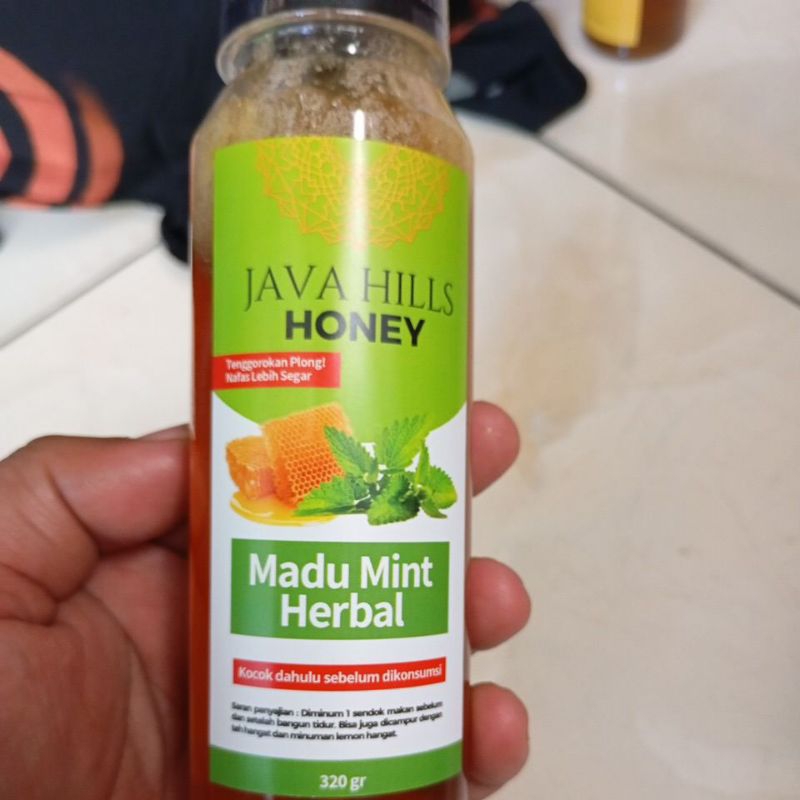 JAVA HILLS
HONEY
Tenggorokan Plong!
Nafas Lebih Segar
Madu Mint
Herbal
Kocok dahulu sebelum dikonsumsi
Saran penyajian : Diminum 1 sendok makan sebelum
dan setelah bangun tidur. Bisa juga dicampur dengan
teh hangat dan minuman lemon hangat.
320 gr